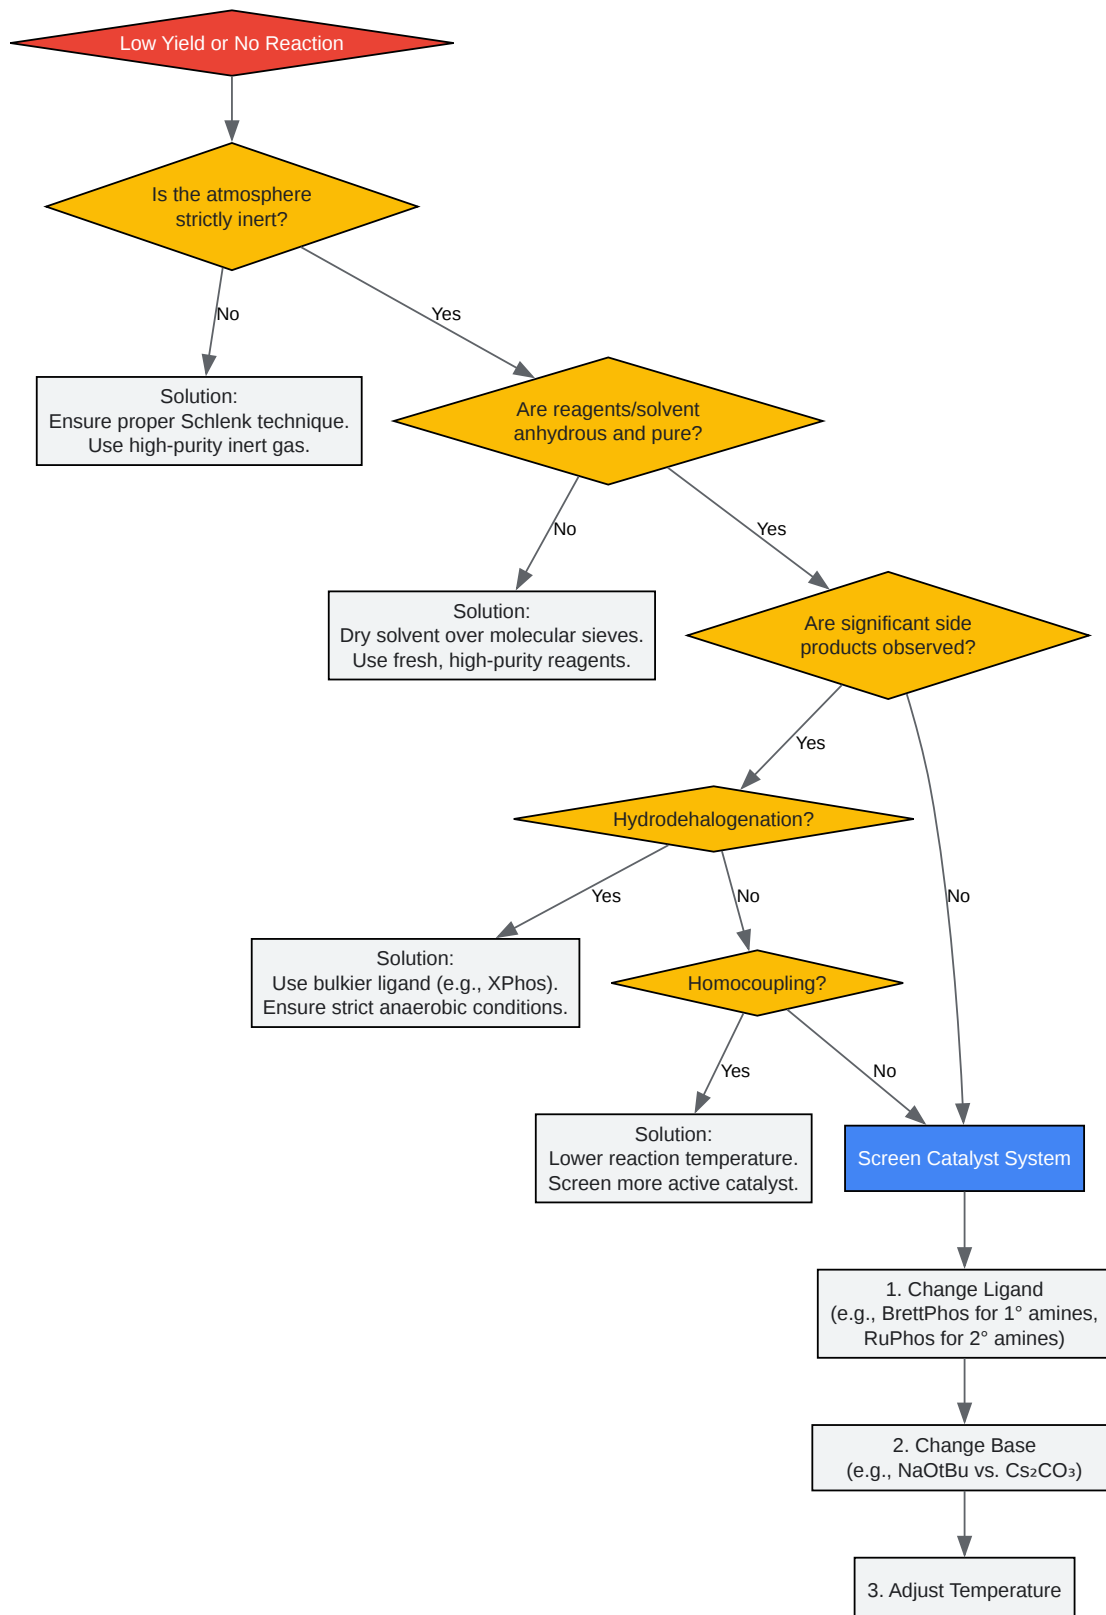 Low Yield or No Reaction
Is the atmosphere
strictly inert?
No
Yes
Solution:
Ensure proper Schlenk technique.
Use high-purity inert gas.
Are reagents/solvent
anhydrous and pure?
No
Yes
Solution:
Dry solvent over molecular sieves.
Use fresh, high-purity reagents.
Are significant side
products observed?
Yes
No
Hydrodehalogenation?
Yes
No
Solution:
Use bulkier ligand (e.g., XPhos).
Ensure strict anaerobic conditions.
Homocoupling?
Yes
No
Solution:
Lower reaction temperature.
Screen more active catalyst.
Screen Catalyst System
1. Change Ligand
(e.g., BrettPhos for 1° amines,
RuPhos for 2° amines)
2. Change Base
(e.g., NaOtBu vs. Cs₂CO₃)
3. Adjust Temperature